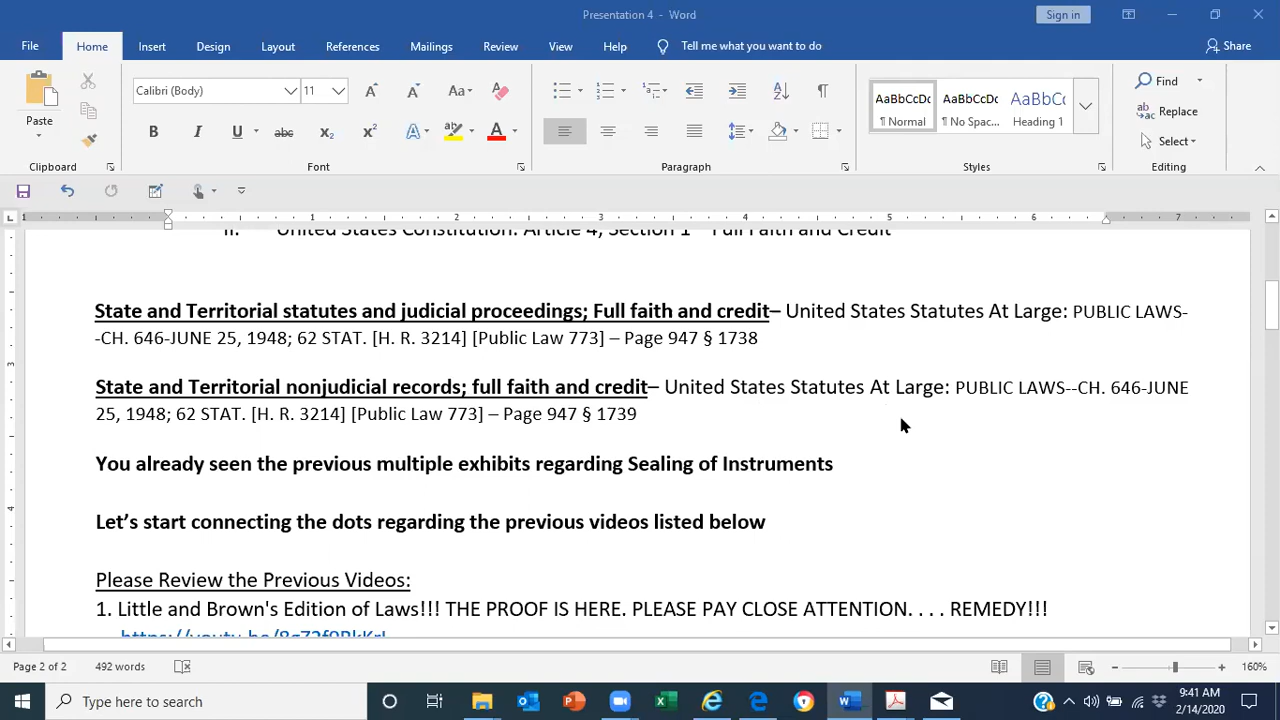 Presentation 4 - Word
Sign in
File Home Insert Design Layout References Mailings Review View Help Tell me what you want to do Share
Paste
Clipboard
Calibri (Body) 11
Font
Paragraph
AaBbCcDc AaBbCcDc AaBbCc
¶ Normal ¶ No Spac... Heading 1
Styles
Find
Replace
Select
Editing
1 1 2 3 4 5 6 7
II. United States Constitution: Article 4, Section 1 – Full Faith and Credit
State and Territorial statutes and judicial proceedings; Full faith and credit– United States Statutes At Large: PUBLIC LAWS-
-CH. 646-JUNE 25, 1948; 62 STAT. [H. R. 3214] [Public Law 773] – Page 947 § 1738
State and Territorial nonjudicial records; full faith and credit– United States Statutes At Large: PUBLIC LAWS--CH. 646-JUNE
25, 1948; 62 STAT. [H. R. 3214] [Public Law 773] – Page 947 § 1739
You already seen the previous multiple exhibits regarding Sealing of Instruments
Let’s start connecting the dots regarding the previous videos listed below
Please Review the Previous Videos:
1. Little and Brown's Edition of Laws!!! THE PROOF IS HERE. PLEASE PAY CLOSE ATTENTION. . . . REMEDY!!!
Page 2 of 2 492 words 160%
Type here to search
9:41 AM
2/14/2020